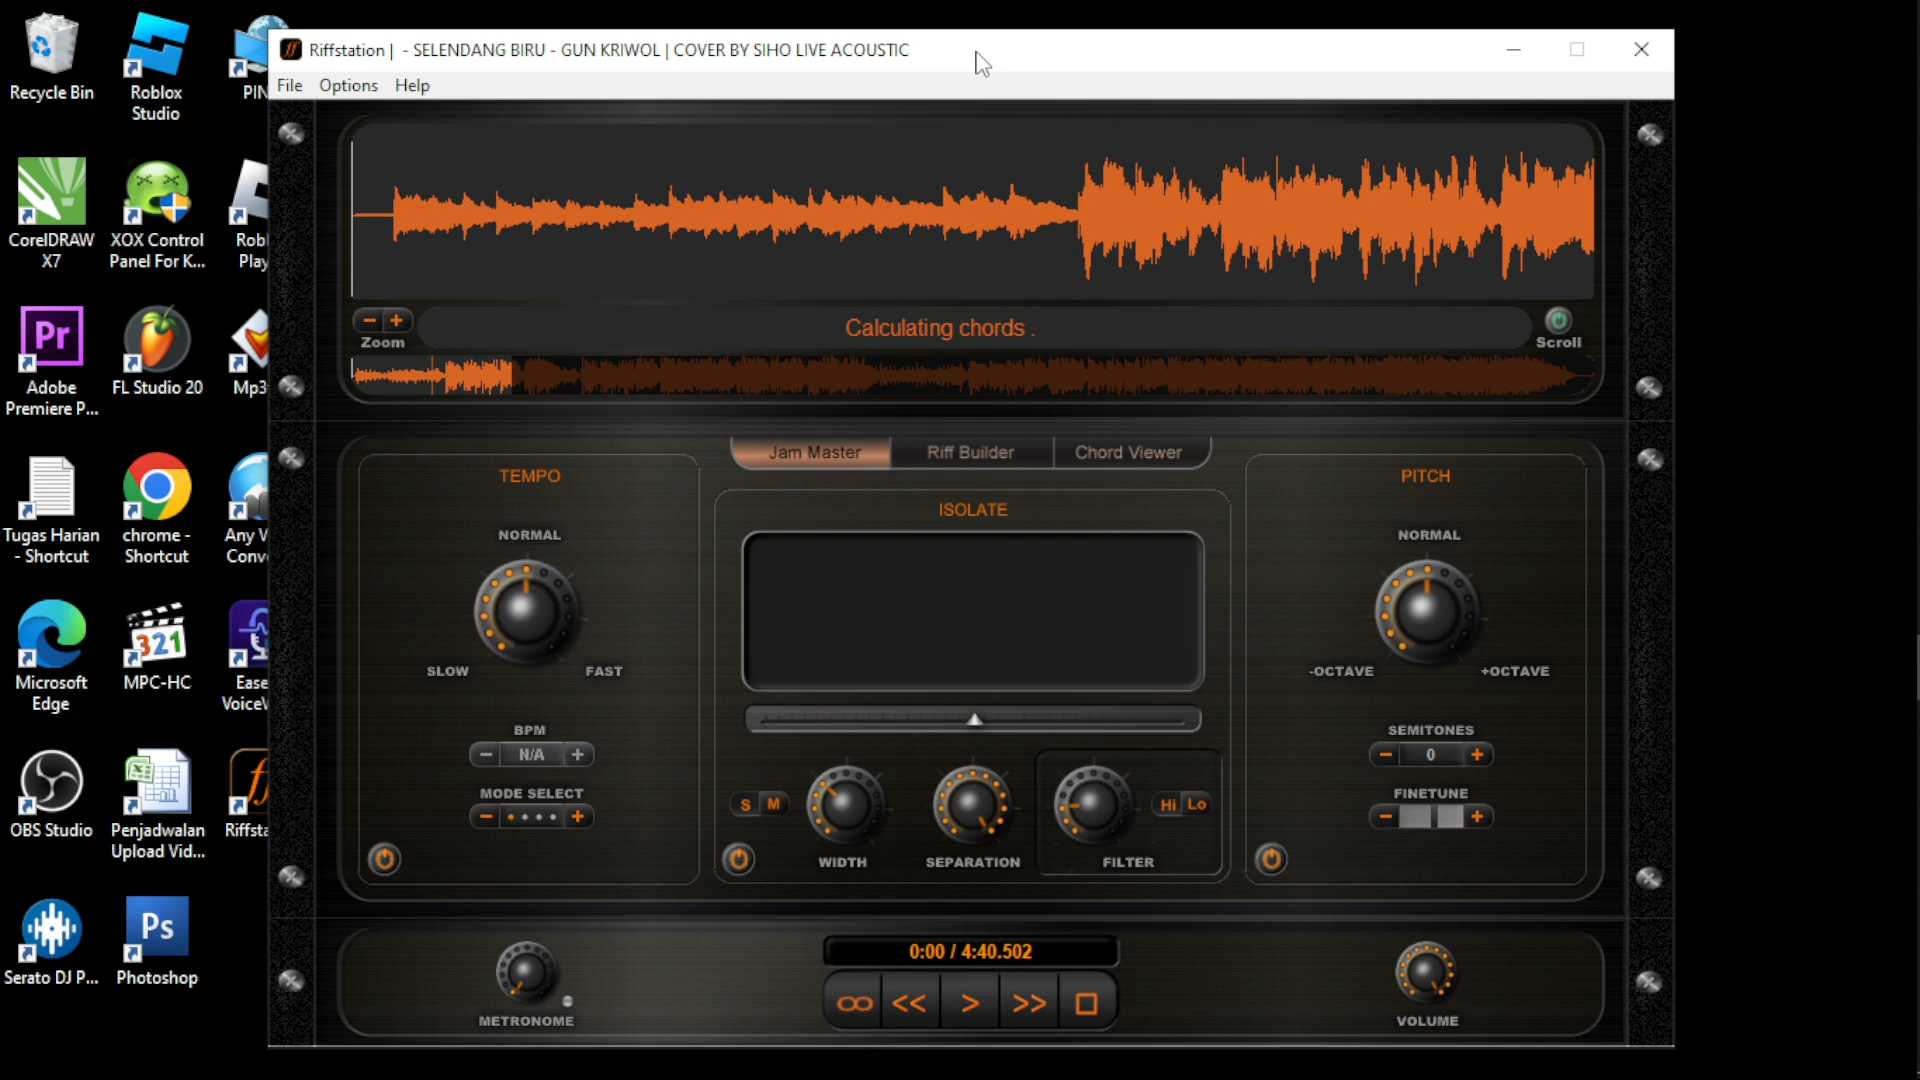 Riffstation | - SELENDANG BIRU - GUN KRIWOL | COVER BY SIHO LIVE ACOUSTIC
File Options Help
Recycle Bin
Roblox
Studio
CorelDRAW
X7
XOX Control
Panel For K...
Adobe
Premiere P...
FL Studio 20
Mp3
Tugas Harian
- Shortcut
chrome -
Shortcut
Any V
Conv
Microsoft
Edge
321
MPC-HC
Ease
OBS Studio
Penjadwalan
Upload Vid...
Riffsta
Serato DJ P...
Ps
Photoshop
Pr
PIN
Rob
Play
Voice
Calculating chords .
Zoom
Scroll
Jam Master
Riff Builder
Chord Viewer
TEMPO
NORMAL
SLOW
FAST
BPM
- N/A +
MODE SELECT
- +
ISOLATE
S M
WIDTH
SEPARATION
Hi Lo
FILTER
PITCH
NORMAL
-OCTAVE
+OCTAVE
SEMITONES
- 0 +
FINETUNE
- +
METRONOME
0:00 / 4:40.502
<< > >>
VOLUME